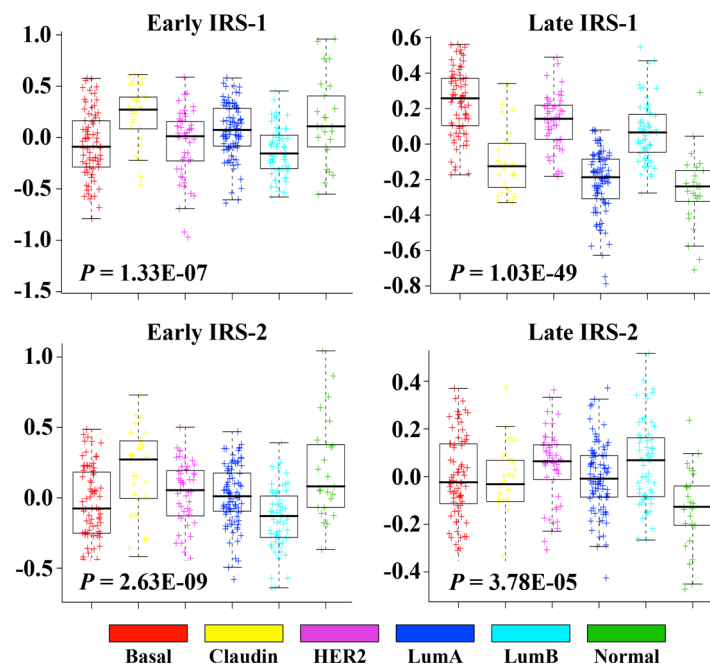 Early IRS-1
1.0
0.5
0.0
-0.5
-1.0
-1.5
P = 1.33E-07
Late IRS-1
0.6
0.4
0.2
0.0
-0.2
-0.4
-0.6
-0.8
P = 1.03E-49
Early IRS-2
1.0
0.5
0.0
-0.5
P = 2.63E-09
Late IRS-2
0.4
0.2
0.0
-0.2
-0.4
P = 3.78E-05
Basal Claudin HER2 LumA LumB Normal